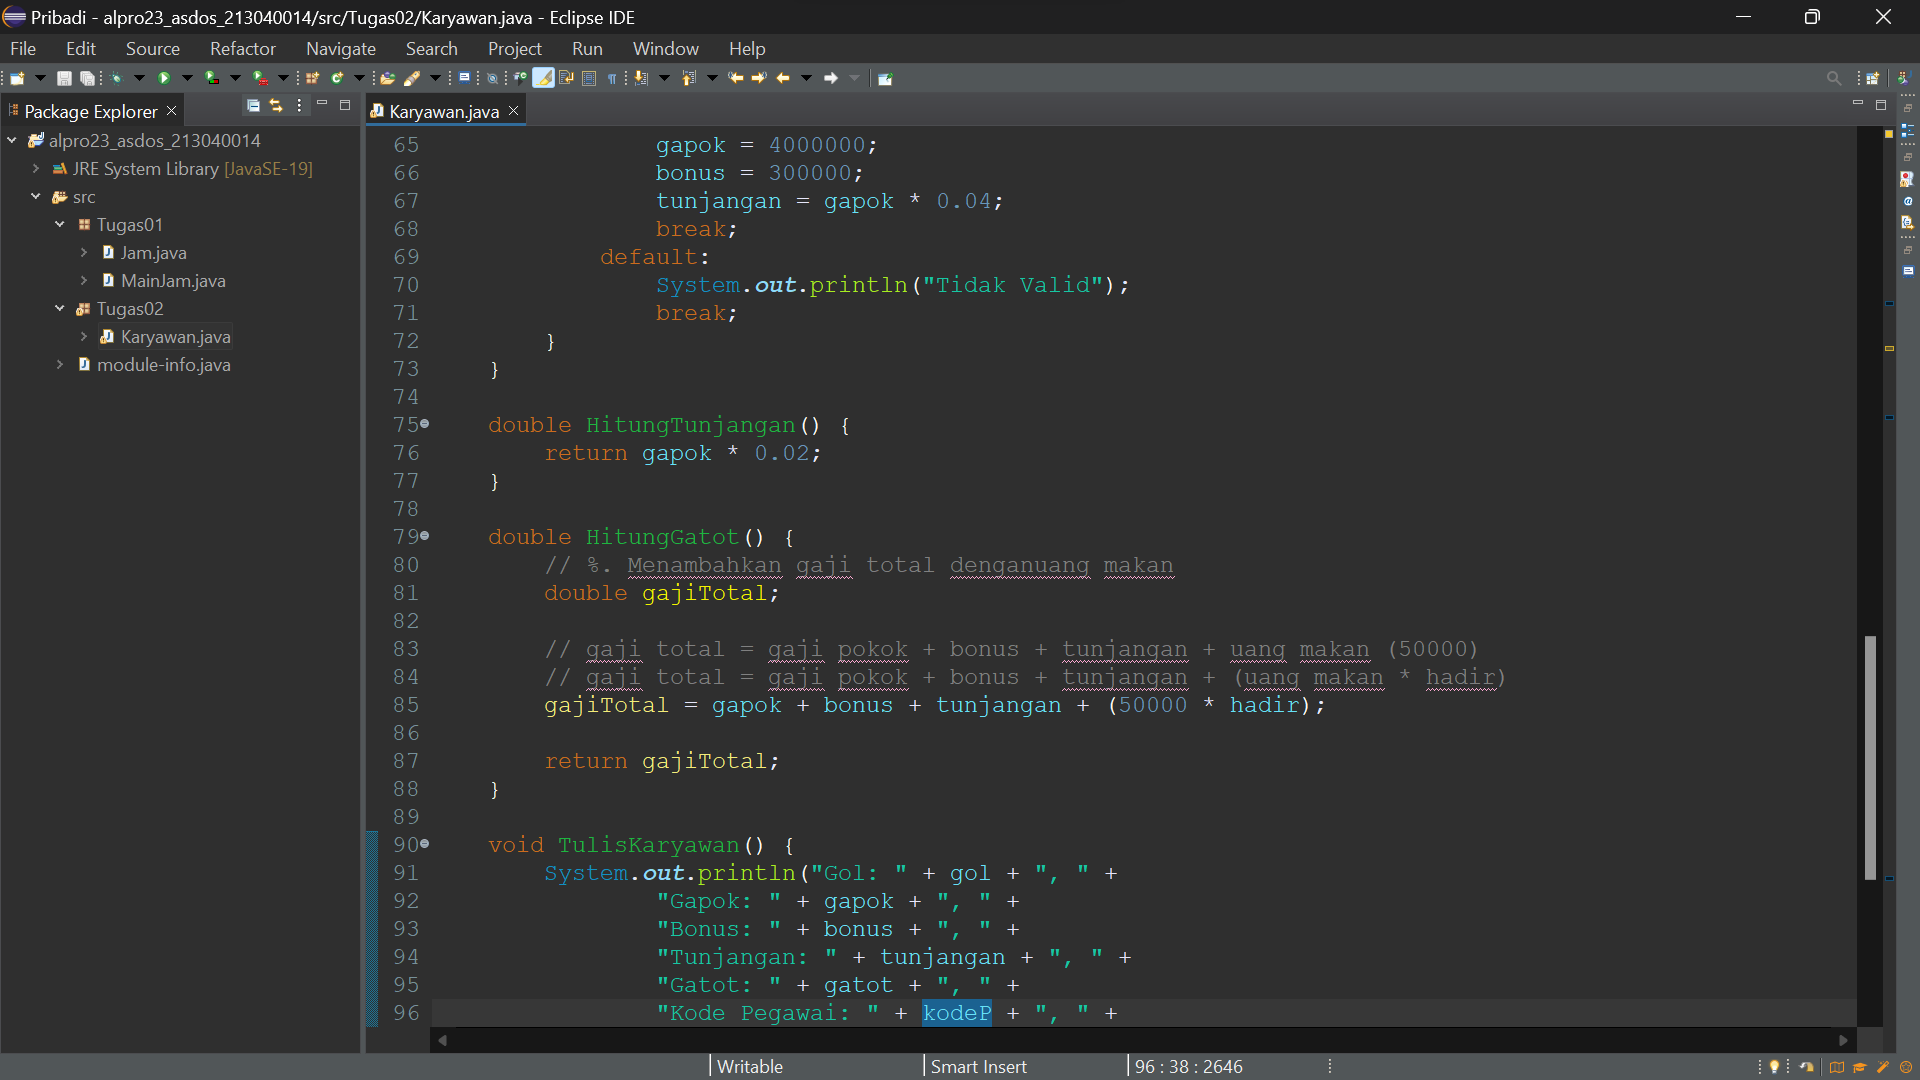 Pribadi - alpro23_asdos_213040014/src/Tugas02/Karyawan.java - Eclipse IDE
File Edit Source Refactor Navigate Search Project Run Window Help
Package Explorer
Karyawan.java
alpro23_asdos_213040014
JRE System Library [JavaSE-19]
src
Tugas01
Jam.java
MainJam.java
Tugas02
Karyawan.java
module-info.java
65 gapok = 4000000;
66 bonus = 300000;
67 tunjangan = gapok * 0.04;
68 break;
69 default:
70 System.out.println("Tidak Valid");
71 break;
72 }
73 }
74
75 double HitungTunjangan() {
76 return gapok * 0.02;
77 }
78
79 double HitungGatot() {
80 // %. Menambahkan gaji total denganuang makan
81 double gajiTotal;
82
83 // gaji total = gaji pokok + bonus + tunjangan + uang makan (50000)
84 // gaji total = gaji pokok + bonus + tunjangan + (uang makan * hadir)
85 gajiTotal = gapok + bonus + tunjangan + (50000 * hadir);
86
87 return gajiTotal;
88 }
89
90 void TulisKaryawan() {
91 System.out.println("Gol: " + gol + ", " +
92 "Gapok: " + gapok + ", " +
93 "Bonus: " + bonus + ", " +
94 "Tunjangan: " + tunjangan + ", " +
95 "Gatot: " + gatot + ", " +
96 "Kode Pegawai: " + kodeP + ", " +
Writable Smart Insert 96 : 38 : 2646